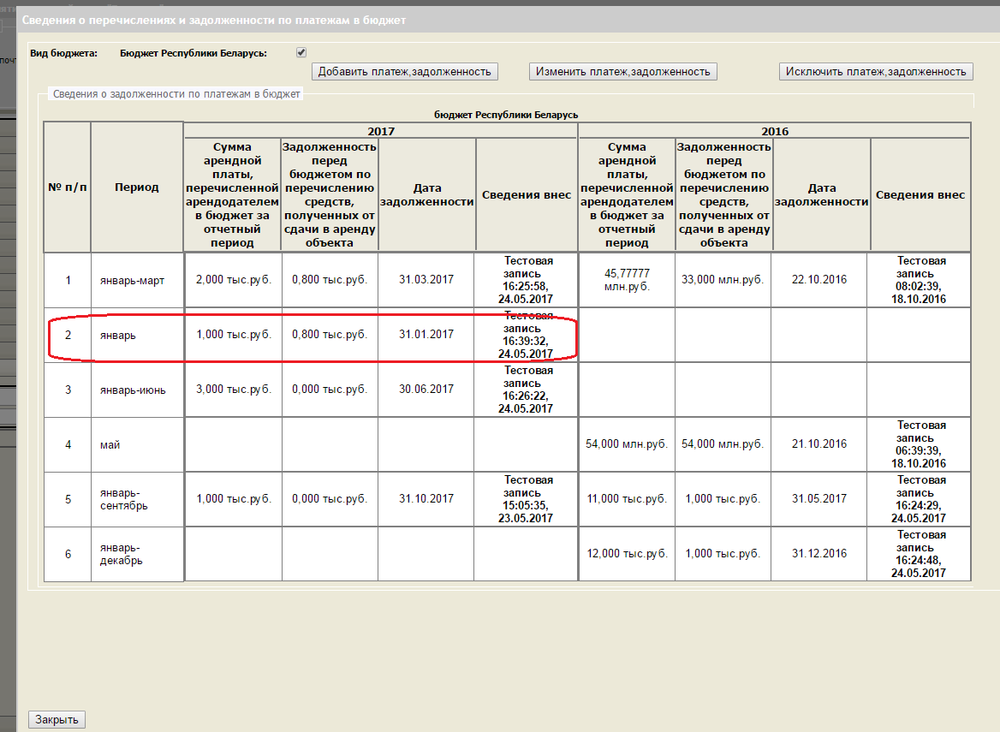 Сведения о перечислениях и задолженности по платежам в бюджет
Вид бюджета: Бюджет Республики Беларусь:
Добавить платеж,задолженность Изменить платеж,задолженность Исключить платеж,задолженность
Сведения о задолженности по платежам в бюджет
бюджет Республики Беларусь
№ п/п
Период
2017
2016
Сумма
арендной
платы,
перечисленной
арендодателем
в бюджет за
отчетный
период
Задолженность
перед
бюджетом по
перечислению
средств,
полученных от
сдачи в аренду
объекта
Дата
задолженности
Сведения внес
Сумма
арендной
платы,
перечисленной
арендодателем
в бюджет за
отчетный
период
Задолженность
перед
бюджетом по
перечислению
средств,
полученных от
сдачи в аренду
объекта
Дата
задолженности
Сведения внес
1
январь-март
2,000 тыс.руб.
0,800 тыс.руб.
31.03.2017
Тестовая
запись
16:25:58,
24.05.2017
45,77777
млн.руб.
33,000 млн.руб.
22.10.2016
Тестовая
запись
08:02:39,
18.10.2016
2
январь
1,000 тыс.руб.
0,800 тыс.руб.
31.01.2017
Тестовая
запись
16:39:32,
24.05.2017
3
январь-июнь
3,000 тыс.руб.
0,000 тыс.руб.
30.06.2017
Тестовая
запись
16:26:22,
24.05.2017
4
май
54,000 млн.руб.
54,000 млн.руб.
21.10.2016
Тестовая
запись
06:39:39,
18.10.2016
5
январь-
сентябрь
1,000 тыс.руб.
0,000 тыс.руб.
31.10.2017
Тестовая
запись
15:05:35,
23.05.2017
11,000 тыс.руб.
1,000 тыс.руб.
31.05.2017
Тестовая
запись
16:24:29,
24.05.2017
6
январь-
декабрь
12,000 тыс.руб.
1,000 тыс.руб.
31.12.2016
Тестовая
запись
16:24:48,
24.05.2017
Закрыть